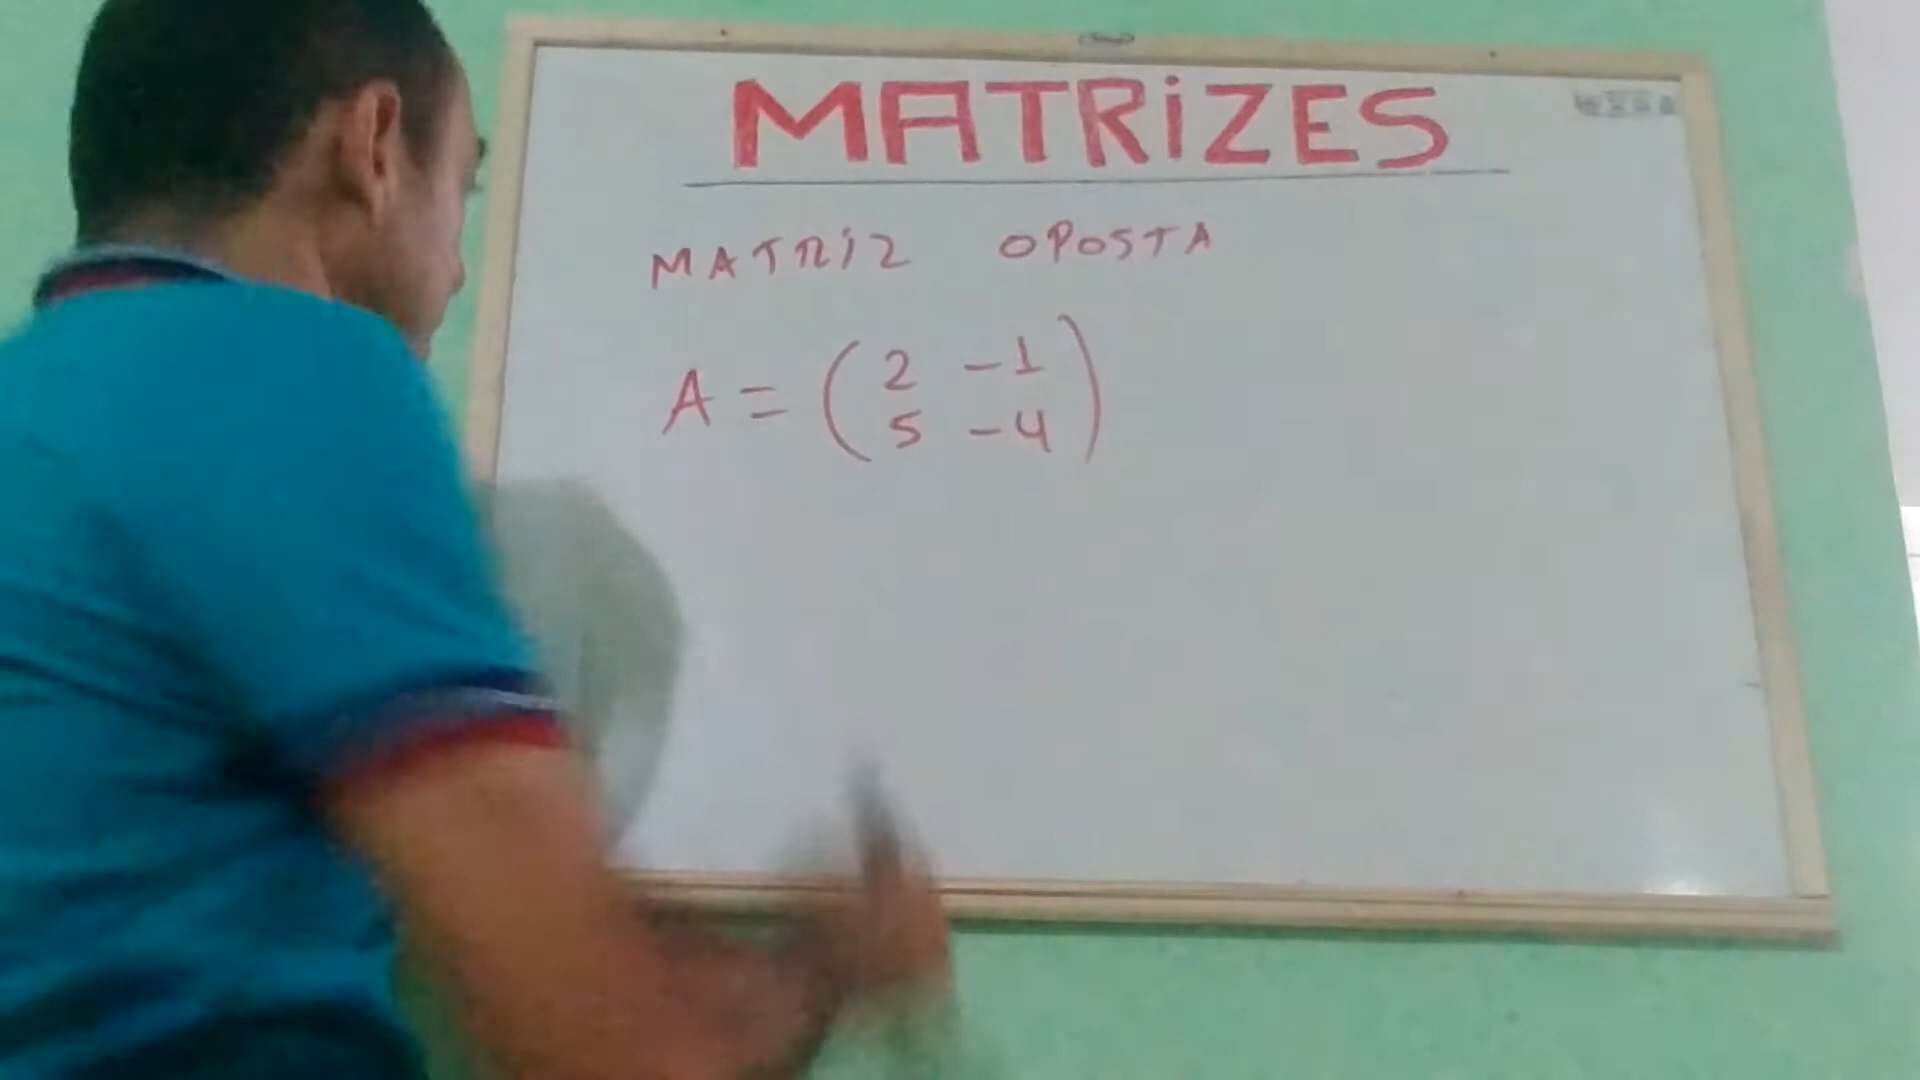 MATRiZES
MATRiZ OPOSTA
A = ( 2 -1
5 -4 )